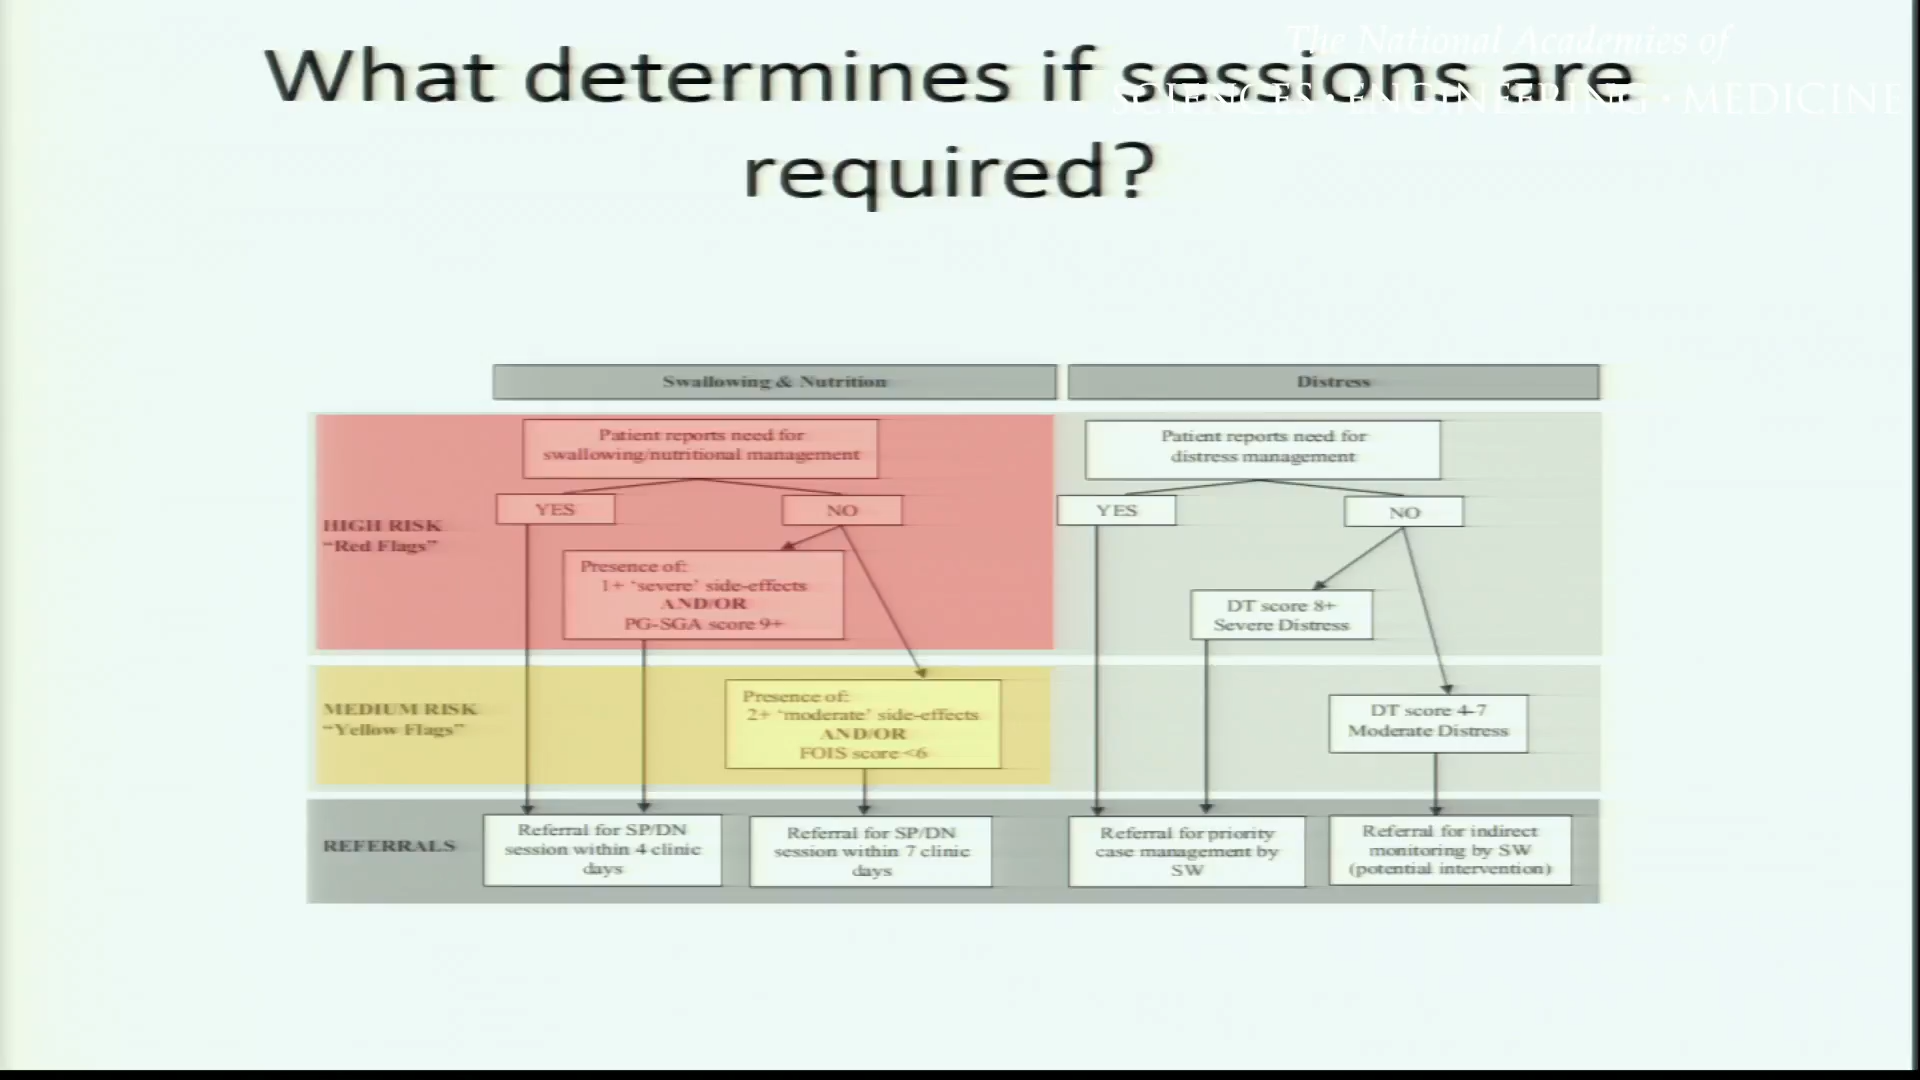 The National Academies of
SCIENCES · ENGINEERING · MEDICINE
What determines if sessions are
required?
Swallowing & Nutrition
Distress
HIGH RISK
"Red Flags"
Patient reports need for
swallowing/nutritional management
YES
NO
Presence of:
1+ 'severe' side-effects
AND/OR
PG-SGA score 9+
Patient reports need for
distress management
YES
NO
DT score 8+
Severe Distress
MEDIUM RISK
"Yellow Flags"
Presence of:
2+ 'moderate' side-effects
AND/OR
FOIS score <6
DT score 4-7
Moderate Distress
REFERRALS
Referral for SP/DN
session within 4 clinic
days
Referral for SP/DN
session within 7 clinic
days
Referral for priority
case management by
SW
Referral for indirect
monitoring by SW
(potential intervention)